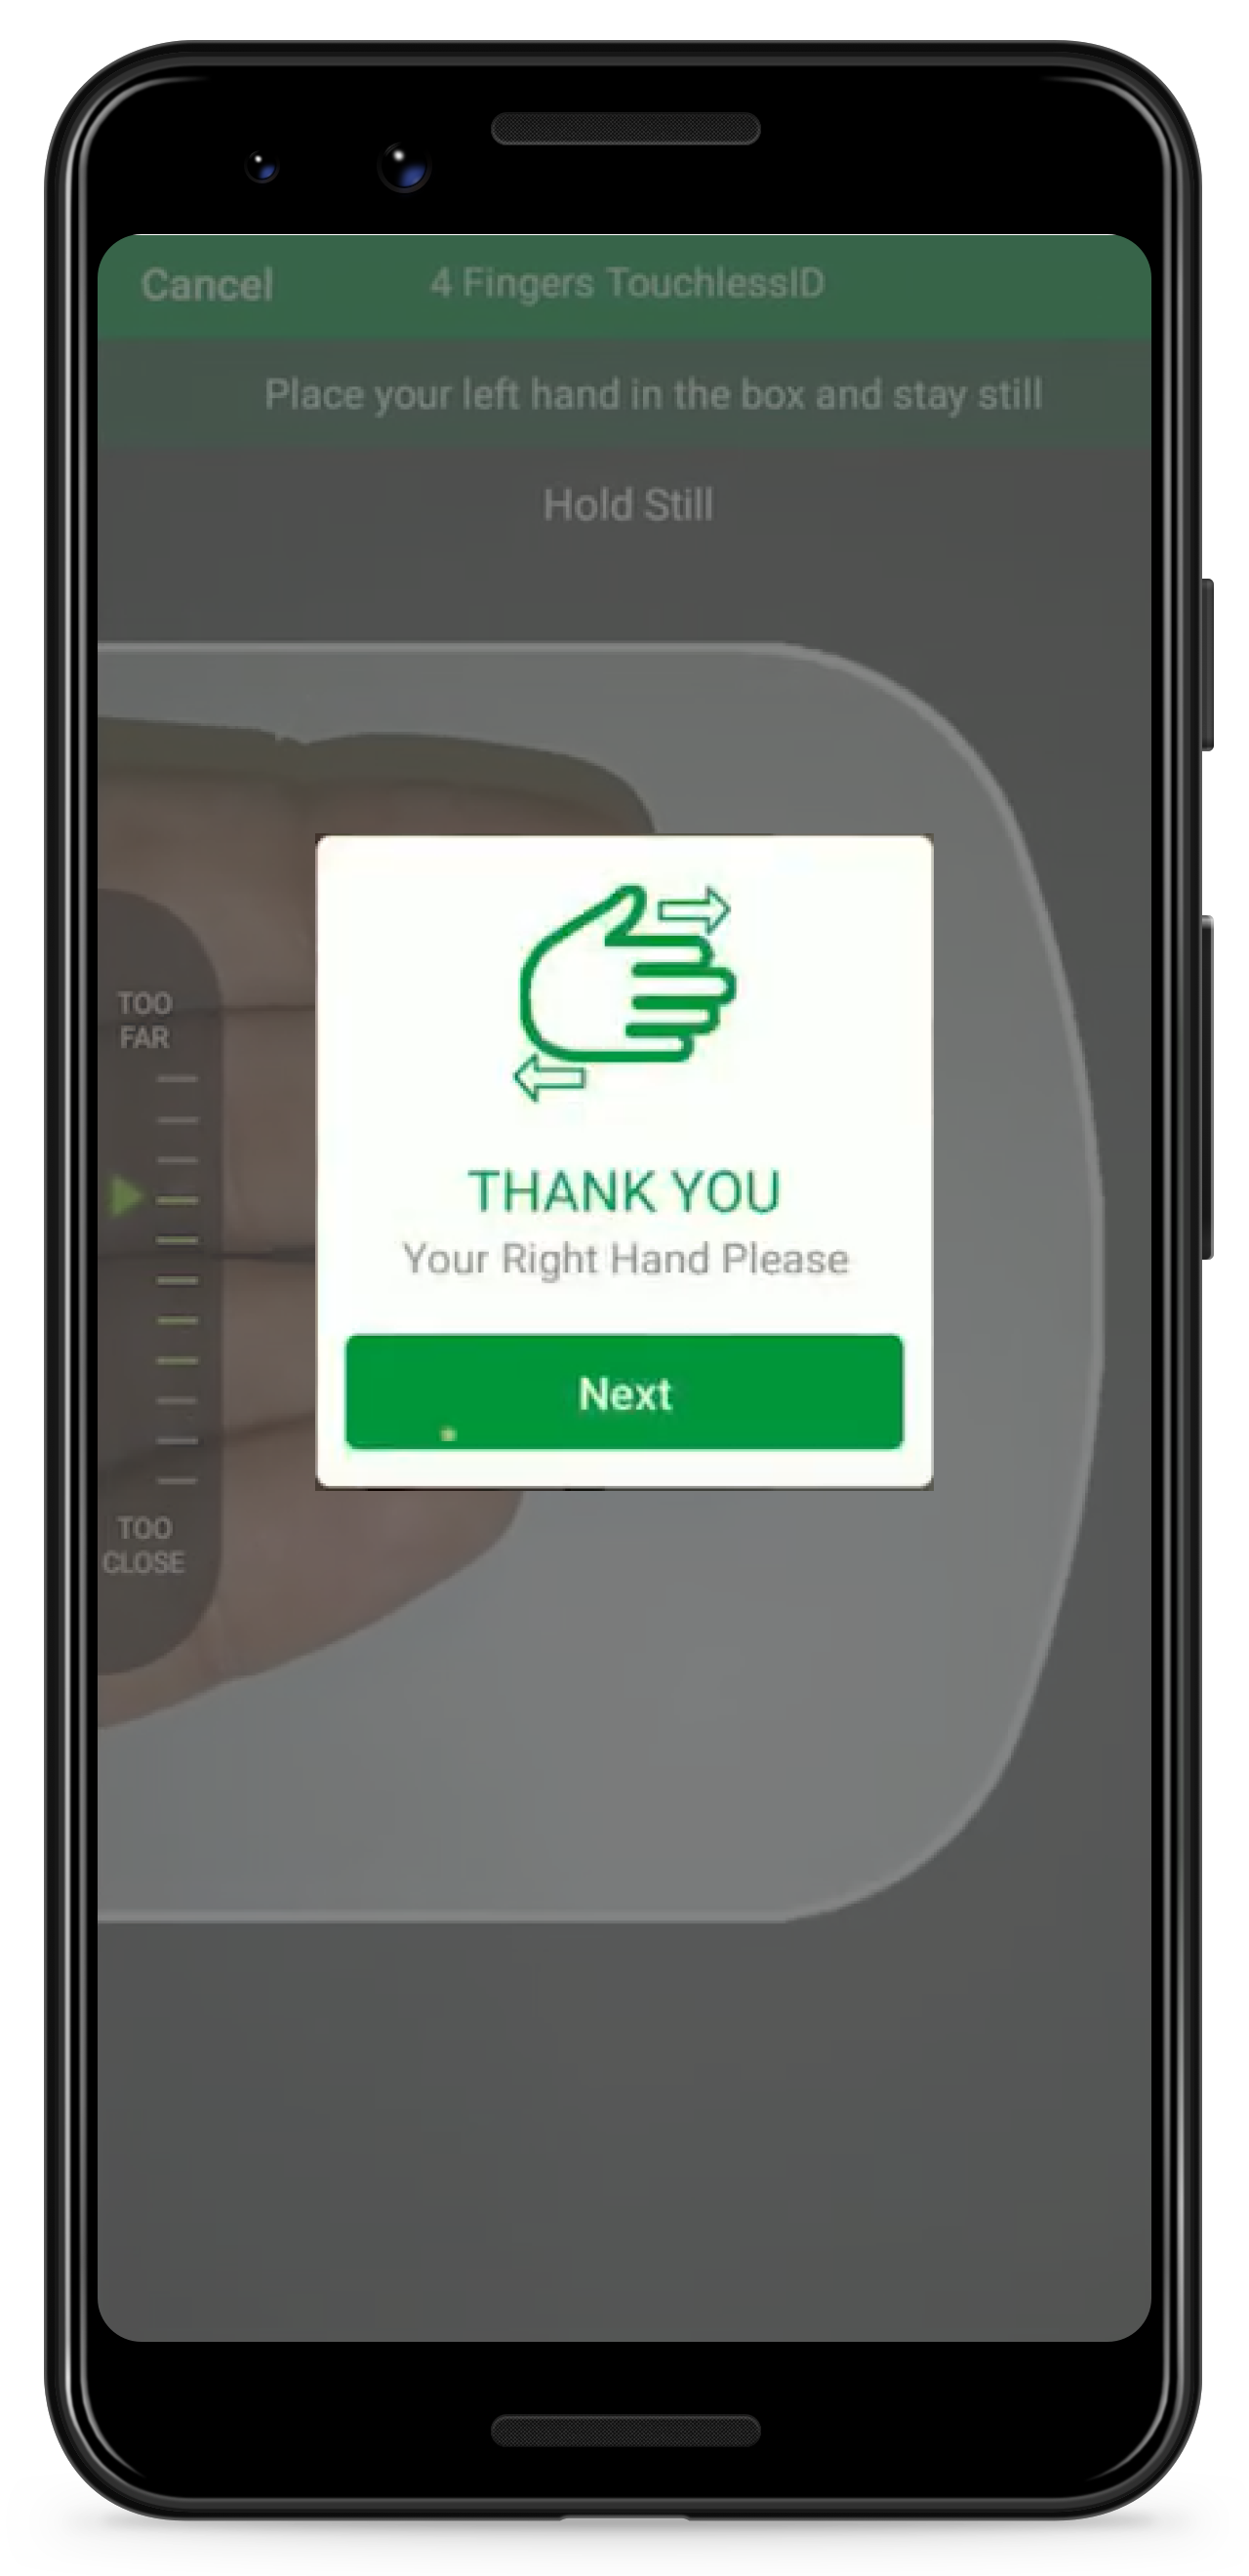 Cancel
4 Fingers TouchlessID
Place your left hand in the box and stay still
Hold Still
TOO
FAR
TOO
CLOSE
THANK YOU
Your Right Hand Please
Next